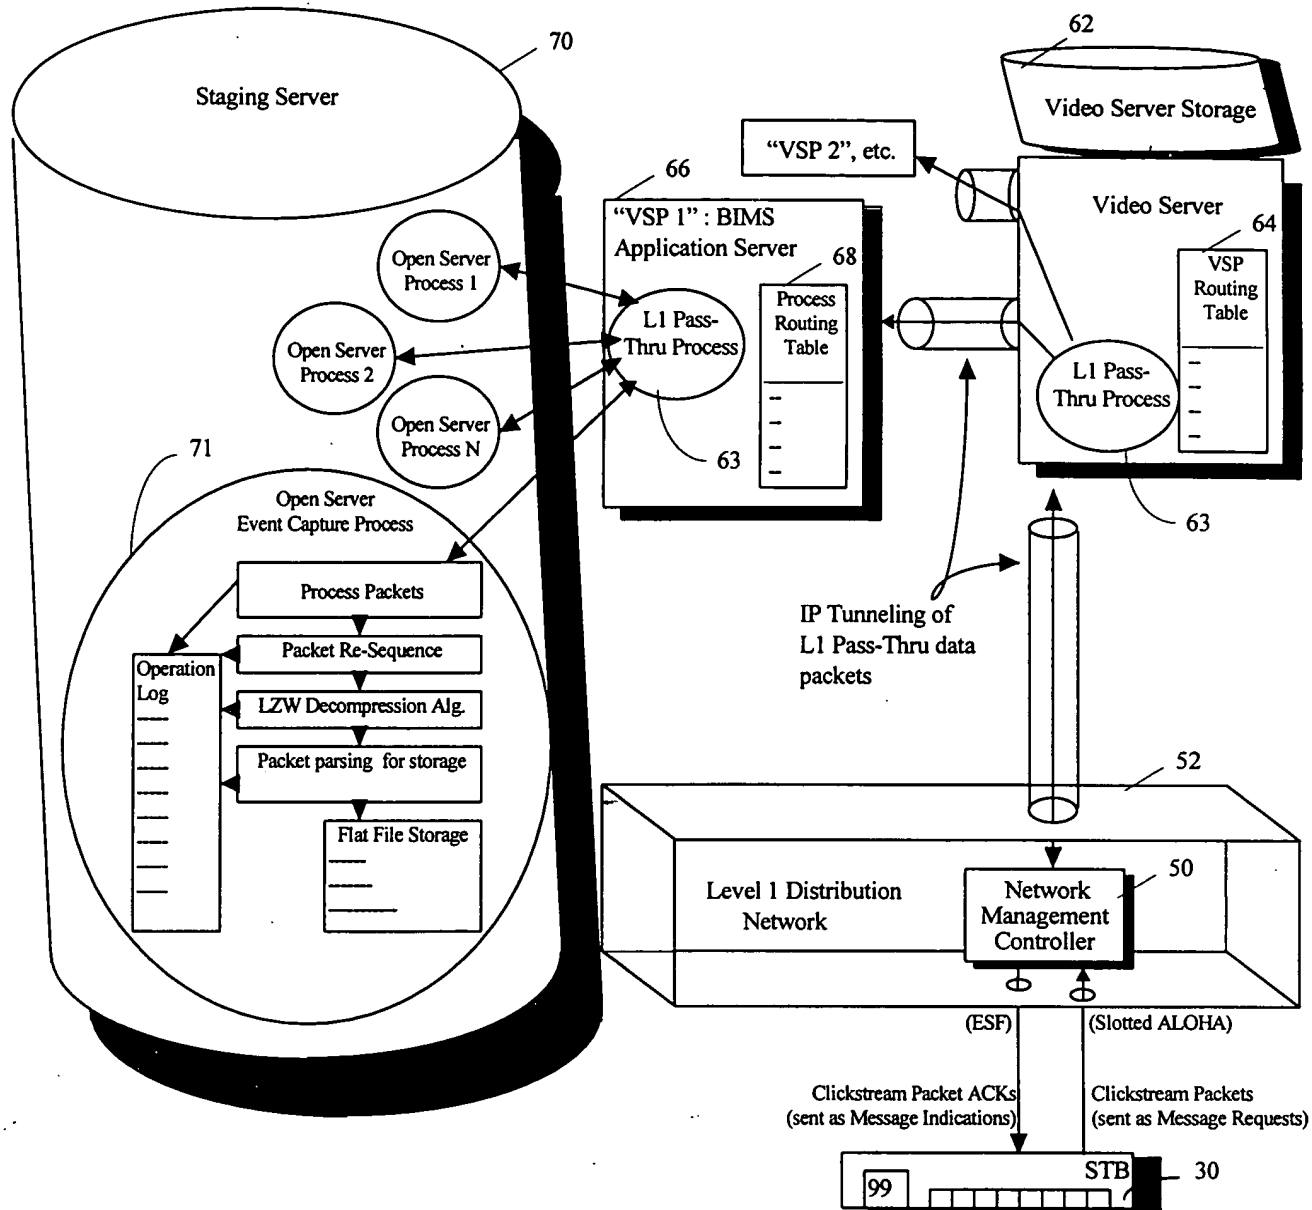 70
Staging Server
62
Video Server Storage
"VSP 2", etc.
66
"VSP 1" : BIMS
Application Server
68
Process
Routing
Table
L1 Pass-
Thru Process
63
Video Server
64
VSP
Routing
Table
L1 Pass-
Thru Process
63
Open Server
Process 1
Open Server
Process 2
Open Server
Process N
71
Open Server
Event Capture Process
Process Packets
Packet Re-Sequence
LZW Decompression Alg.
Packet parsing for storage
Operation
Log
Flat File Storage
IP Tunneling of
L1 Pass-Thru data
packets
52
Level 1 Distribution
Network
50
Network
Management
Controller
(ESF)
(Slotted ALOHA)
Clickstream Packet ACKs
(sent as Message Indications)
Clickstream Packets
(sent as Message Requests)
STB
30
99